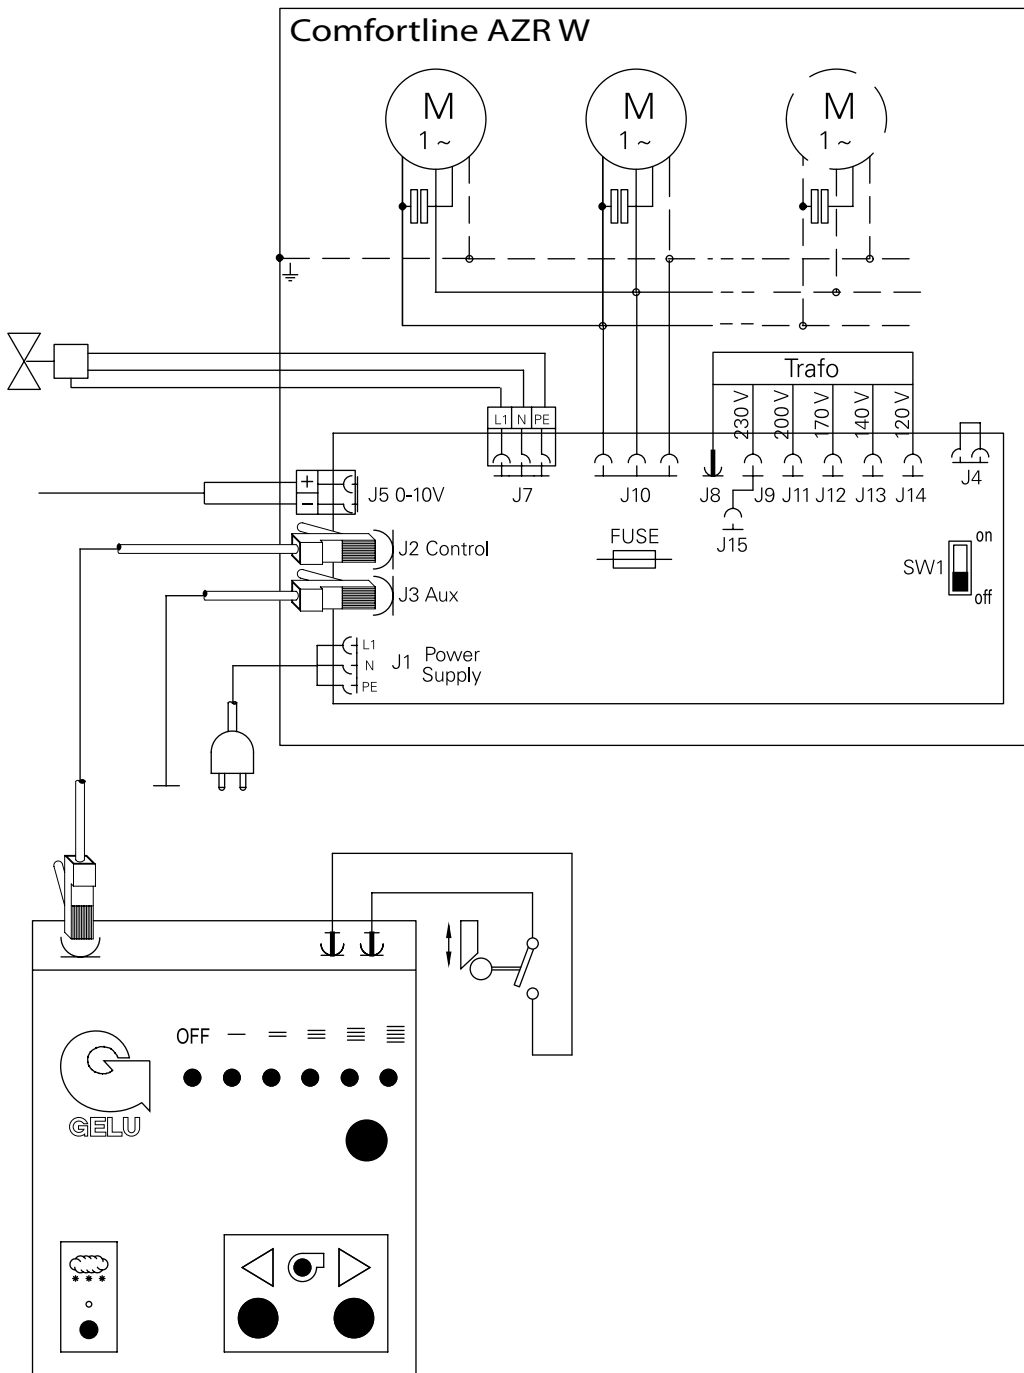 Comfortline AZR W
M
1 ~
M
1 ~
M
1 ~
Trafo
230 V
200 V
170 V
140 V
120 V
L1 N PE
+
−
J5 0-10V
J7
J10
J8
J9
J11
J12
J13
J14
J4
J15
FUSE
J2 Control
J3 Aux
SW1
on
off
L1
N
PE
J1 Power Supply
OFF
GELU